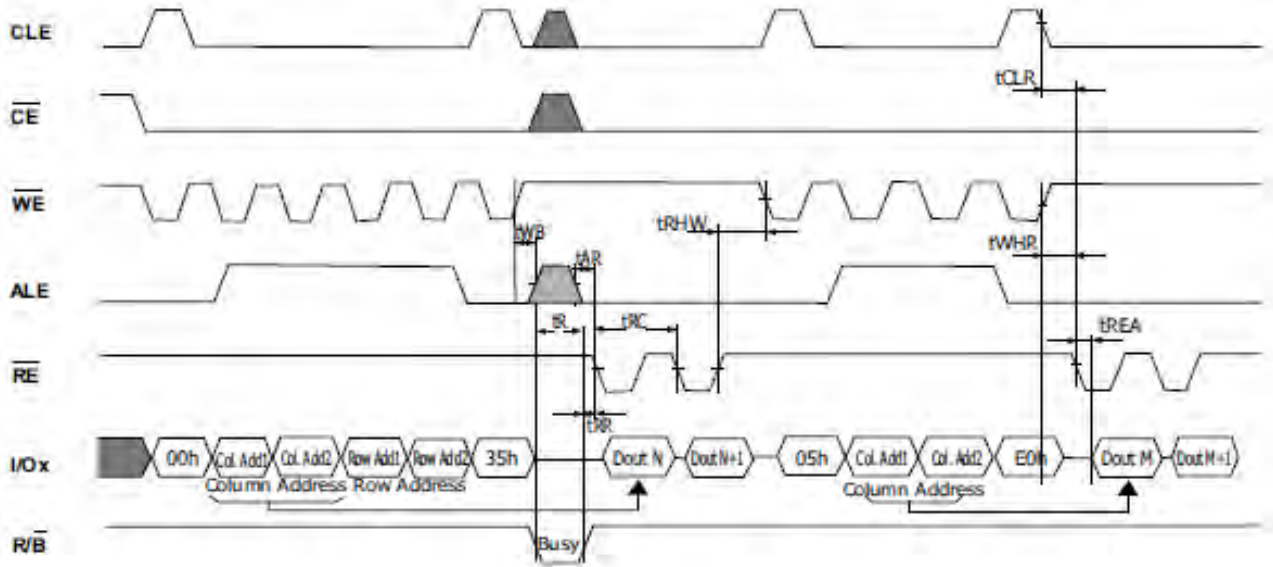 CLE
tCLR
CE
WE
tWB
tRHW
tWHR
tAR
ALE
tR
tRC
tREA
RE
tRR
I/Ox
00h
Col. Add1
Col. Add2
Row Add1
Row Add2
35h
Dout N
Dout N+1
05h
Col. Add1
Col. Add2
E0h
Dout M
Dout M+1
Column Address
Row Address
Column Address
R/B
Busy